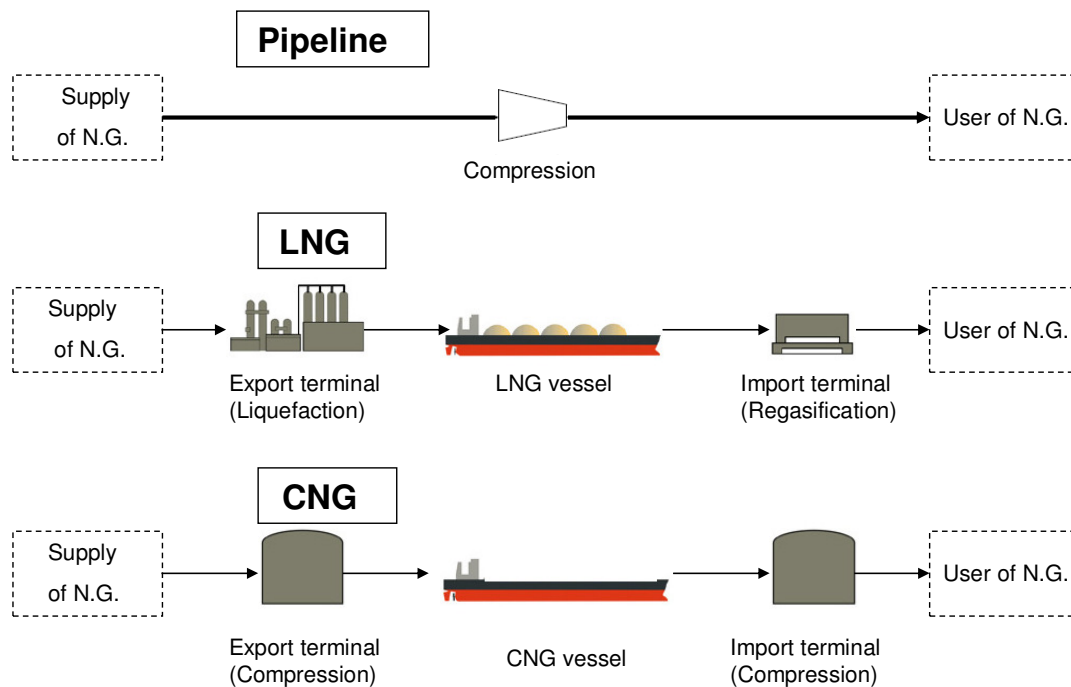 Pipeline
Supply
of N.G.
User of N.G.
Compression
LNG
Supply
of N.G.
User of N.G.
Export terminal
(Liquefaction)
LNG vessel
Import terminal
(Regasification)
CNG
Supply
of N.G.
User of N.G.
Export terminal
(Compression)
CNG vessel
Import terminal
(Compression)